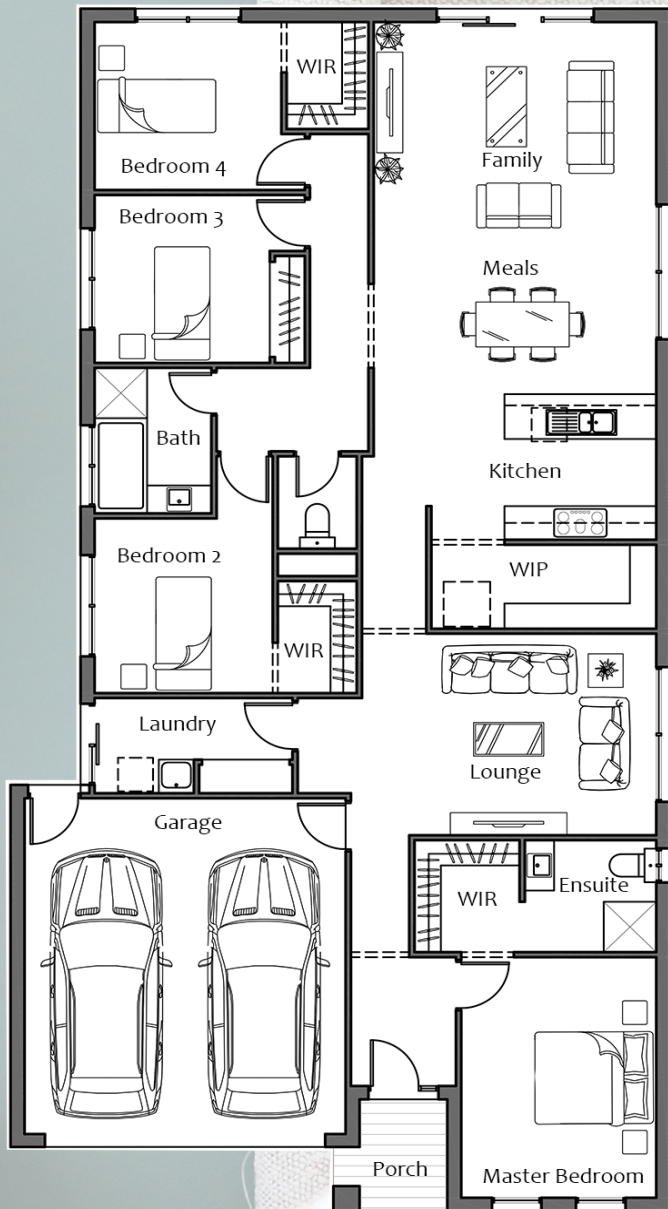 WIR
Bedroom 4
Family
Bedroom 3
Meals
Bath
Kitchen
Bedroom 2
WIP
WIR
Laundry
Lounge
Garage
WIR
Ensuite
Porch
Master Bedroom